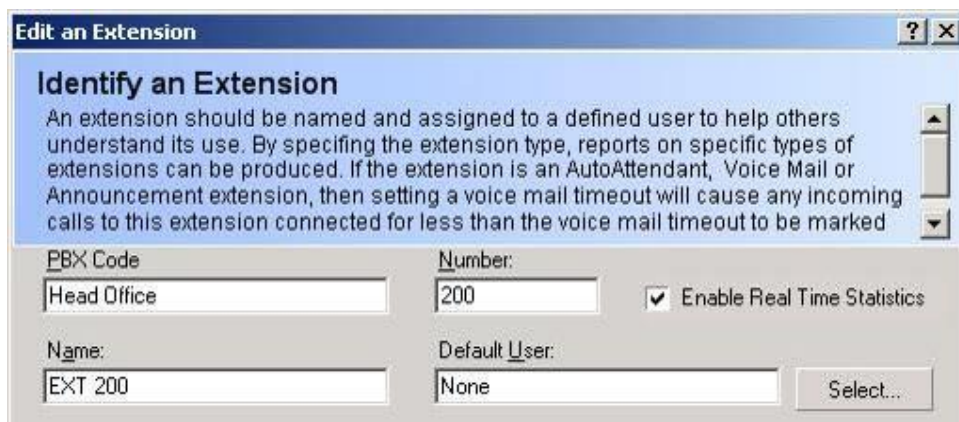 Edit an Extension
Identify an Extension
An extension should be named and assigned to a defined user to help others
understand its use. By specifing the extension type, reports on specific types of
extensions can be produced. If the extension is an AutoAttendant, Voice Mail or
Announcement extension, then setting a voice mail timeout will cause any incoming
calls to this extension connected for less than the voice mail timeout to be marked
PBX Code
Number:
Head Office
200
Enable Real Time Statistics
Name:
Default User:
EXT 200
None
Select...